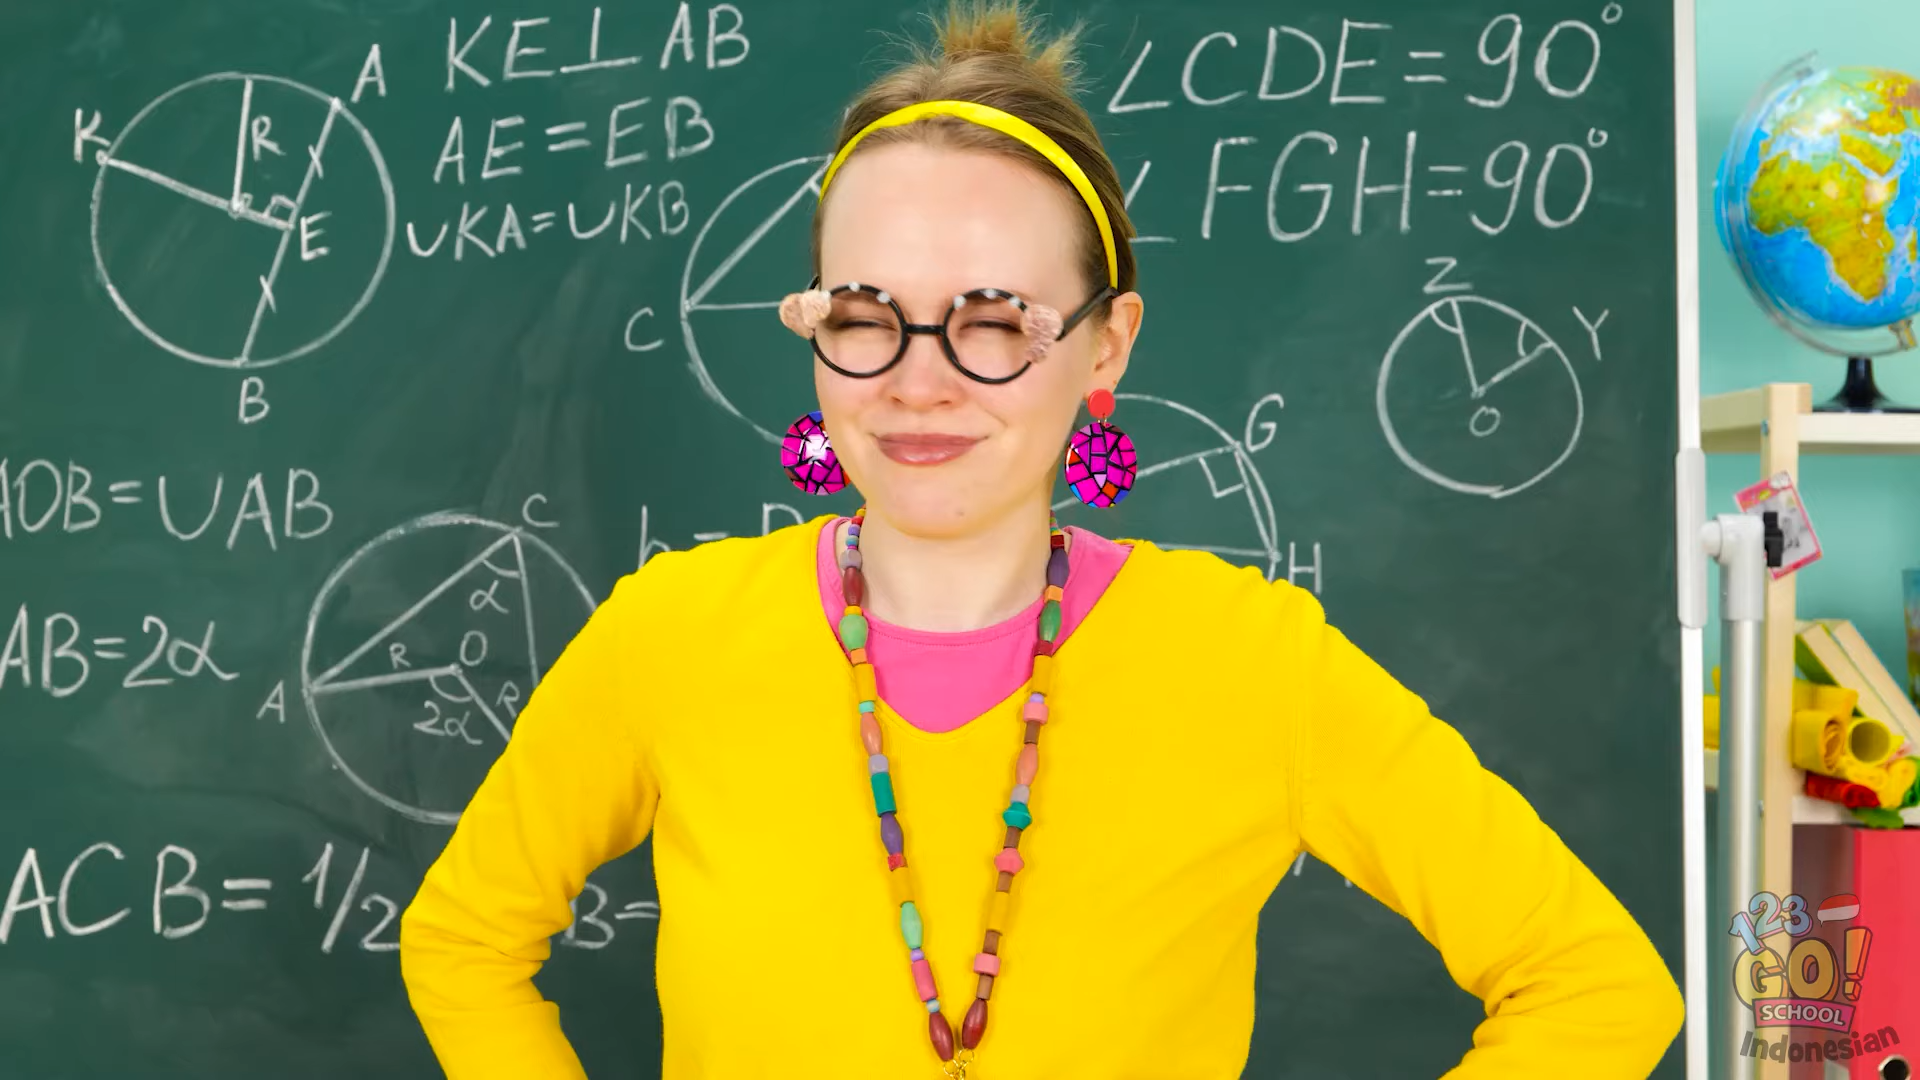 KE⊥AB
AE=EB
∪KA=∪KB
K
A
R
E
B
∠CDE=90°
∠FGH=90°
C
Z
Y
O
G
H
AOB=∪AB
AB=2α
C
α
O
R
R
A
2α
ACB=1/2
B=
123
GO!
SCHOOL
Indonesian